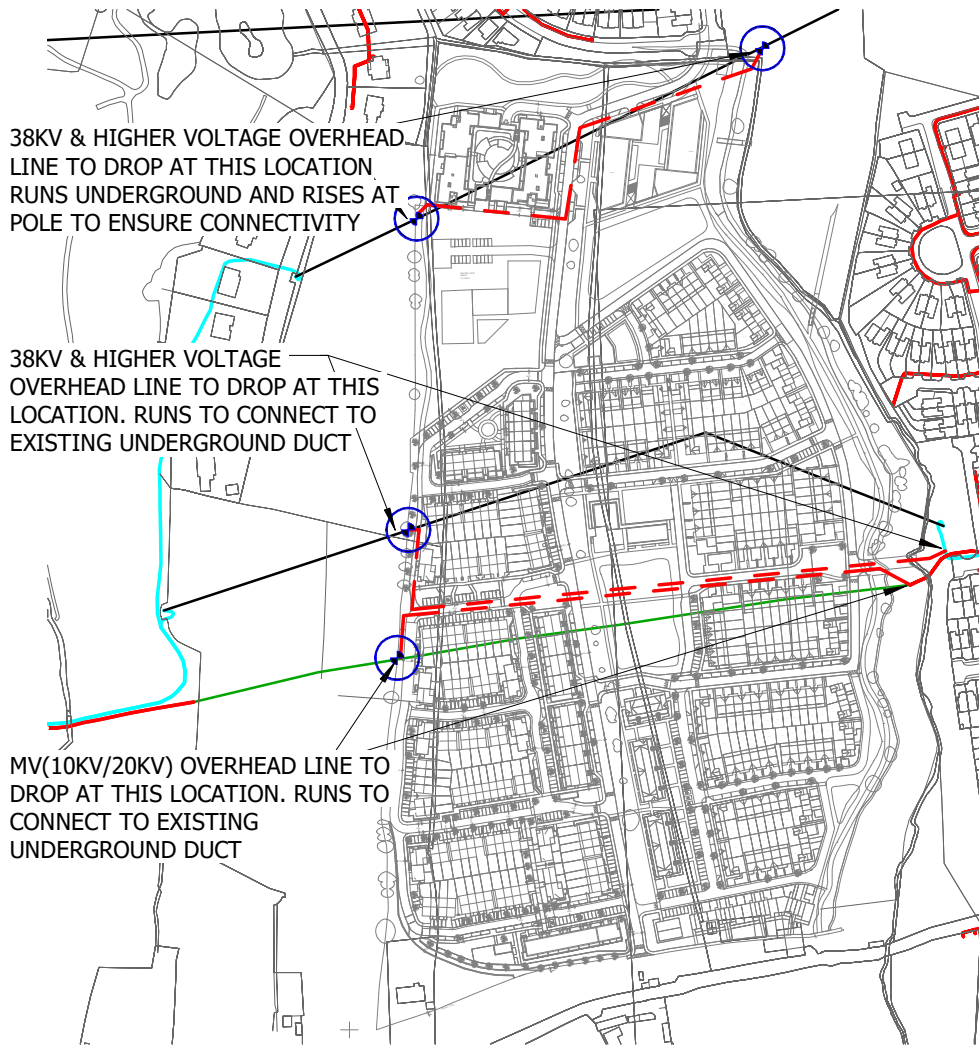 38KV & HIGHER VOLTAGE OVERHEAD
LINE TO DROP AT THIS LOCATION
RUNS UNDERGROUND AND RISES AT
POLE TO ENSURE CONNECTIVITY
38KV & HIGHER VOLTAGE
OVERHEAD LINE TO DROP AT THIS
LOCATION. RUNS TO CONNECT TO
EXISTING UNDERGROUND DUCT
MV(10KV/20KV) OVERHEAD LINE TO
DROP AT THIS LOCATION. RUNS TO
CONNECT TO EXISTING
UNDERGROUND DUCT